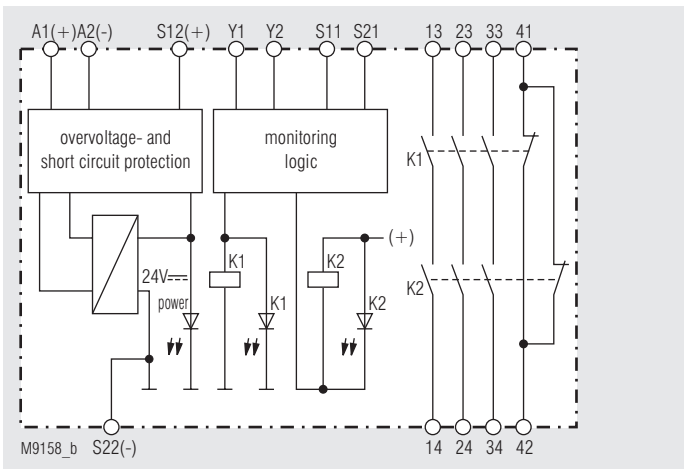 A1(+) A2(-) S12(+) Y1 Y2 S11 S21 13 23 33 41
overvoltage- and
short circuit protection
monitoring
logic
K1
(+)
K1
K2
24V
power
K1
K2
K2
M9158_b
S22(-)
14 24 34 42